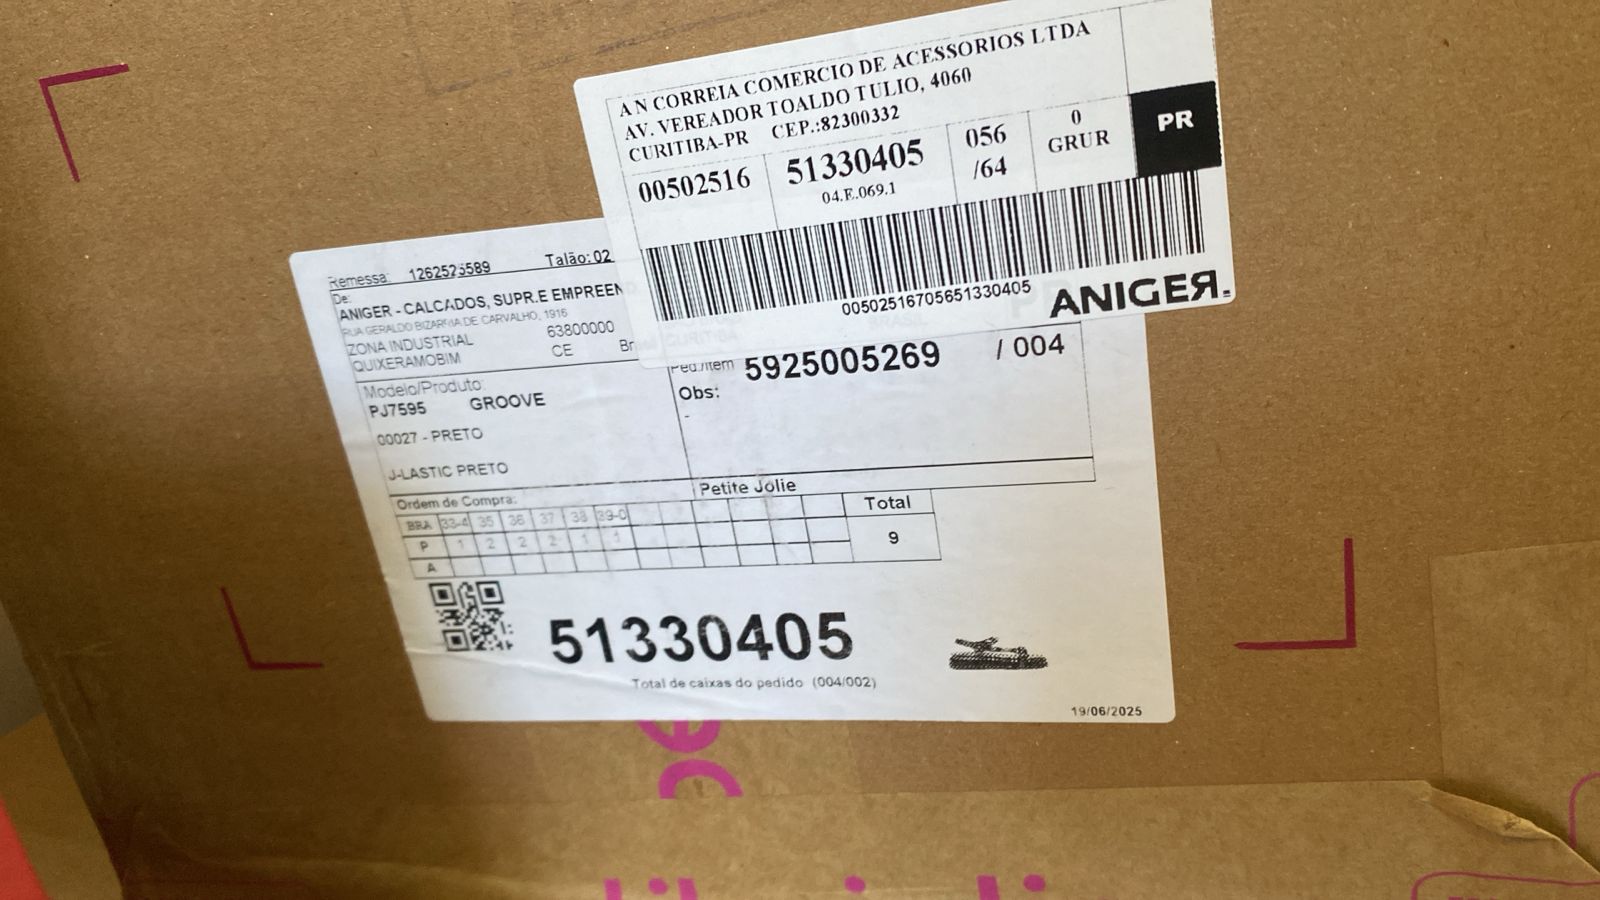 A N CORREIA COMERCIO DE ACESSORIOS LTDA
AV. VEREADOR TOALDO TULIO, 4060
CURITIBA-PR CEP.:82300332
00502516
51330405
04.E.069.1
056
/64
0
GRUR
PR
00502516705651330405
ANIGER.
Remessa: 1262525589 Talão: 02
De:
ANIGER - CALCADOS, SUPR.E EMPREEN
RUA GERALDO BIZARRIA DE CARVALHO, 1916
ZONA INDUSTRIAL 63800000
QUIXERAMOBIM CE
BRASIL
CURITIBA
Ped./Item 5925005269 / 004
Obs:
-
Modelo/Produto:
PJ7595 GROOVE
00027 - PRETO
J-LASTIC PRETO
Ordem de Compra:
Petite Jolie
BRA 33-4 35 36 37 38 39-0 Total
P 1 2 2 2 1 1 9
A
51330405
Total de caixas do pedido (004/002)
19/06/2025